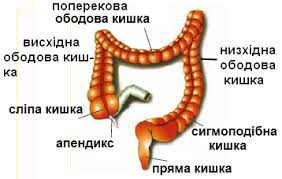 поперекова
ободова кишка
висхідна
ободова киш-
ка
низхідна
ободова
кишка
сліпа кишка
апендикс
сигмоподібна
кишка
пряма кишка